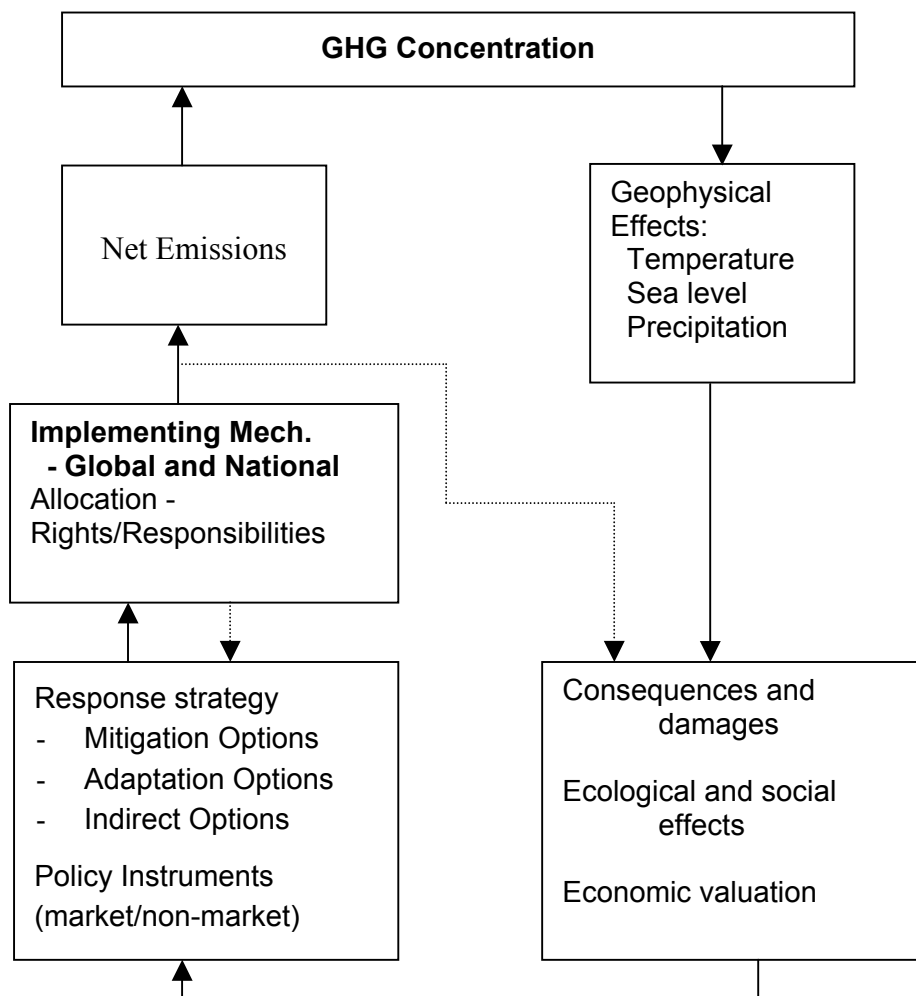 GHG Concentration
Net Emissions
Geophysical
Effects:
Temperature
Sea level
Precipitation
Implementing Mech.
- Global and National
Allocation -
Rights/Responsibilities
Response strategy
- Mitigation Options
- Adaptation Options
- Indirect Options
Policy Instruments
(market/non-market)
Consequences and
damages
Ecological and social
effects
Economic valuation